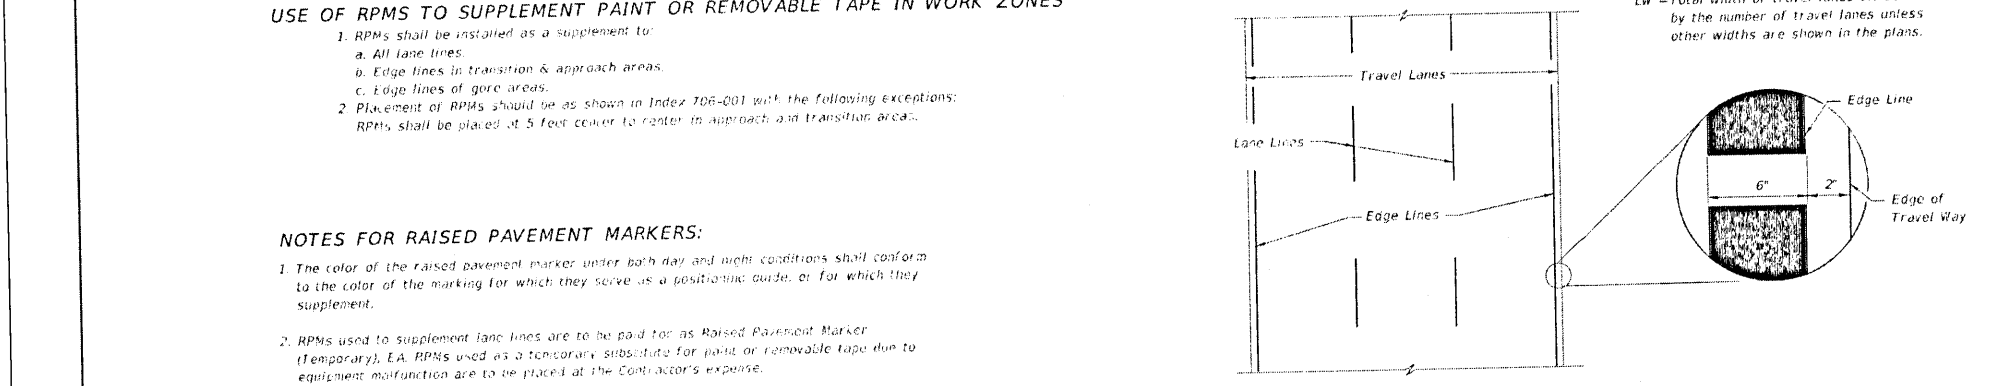 USE OF RPMS TO SUPPLEMENT PAINT OR REMOVABLE TAPE IN WORK ZONES
1. RPMs shall be installed as a supplement to:
a. All lane lines.
b. Edge lines in transition & approach areas.
c. Edge lines of gore areas.
2. Placement of RPMs should be as shown in Index 706-001 with the following exceptions:
RPMs shall be placed at 5 feet center to center in approach and transition areas.
NOTES FOR RAISED PAVEMENT MARKERS:
1. The color of the raised pavement marker under both day and night conditions shall conform
to the color of the marking for which they serve as a positioning guide, or for which they
supplement.
2. RPMs used to supplement lane lines are to be paid for as Raised Pavement Marker
(Temporary), EA. RPMs used as a temporary substitute for paint or removable tape due to
equipment malfunction are to be placed at the Contractor's expense.
by the number of travel lanes unless
other widths are shown in the plans.
Travel Lanes
Lane Lines
Edge Lines
Edge Line
6" 2"
Edge of
Travel Way